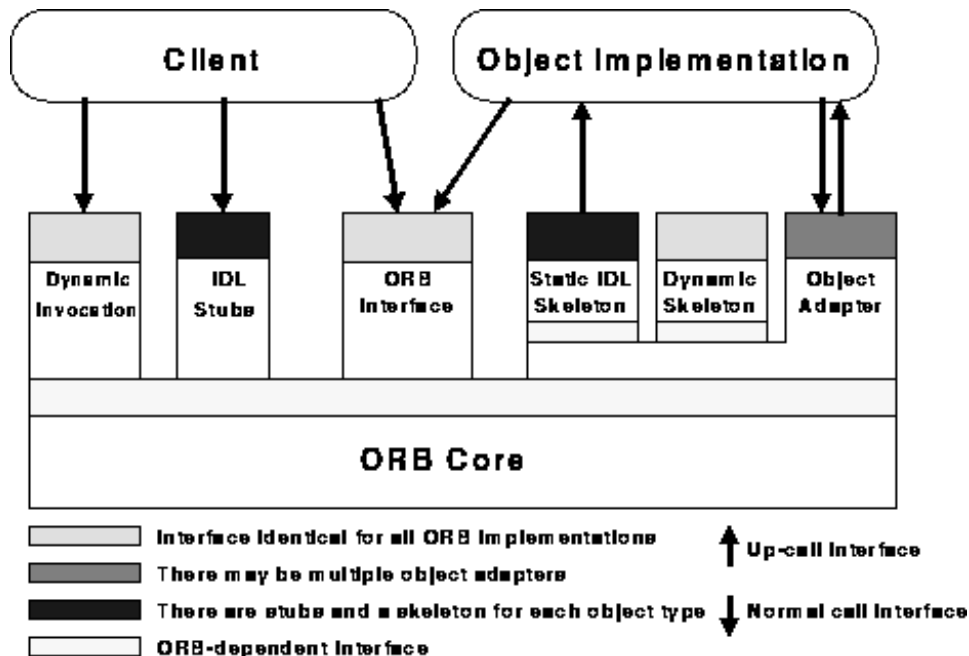 Client
Object Implementation
Dynamic
Invocation
IDL
Stubs
ORB
Interface
Static IDL
Skeleton
Dynamic
Skeleton
Object
Adapter
ORB Core
Interface identical for all ORB implementations
There may be multiple object adapters
There are stubs and a skeleton for each object type
ORB-dependent interface
Up-call interface
Normal call interface